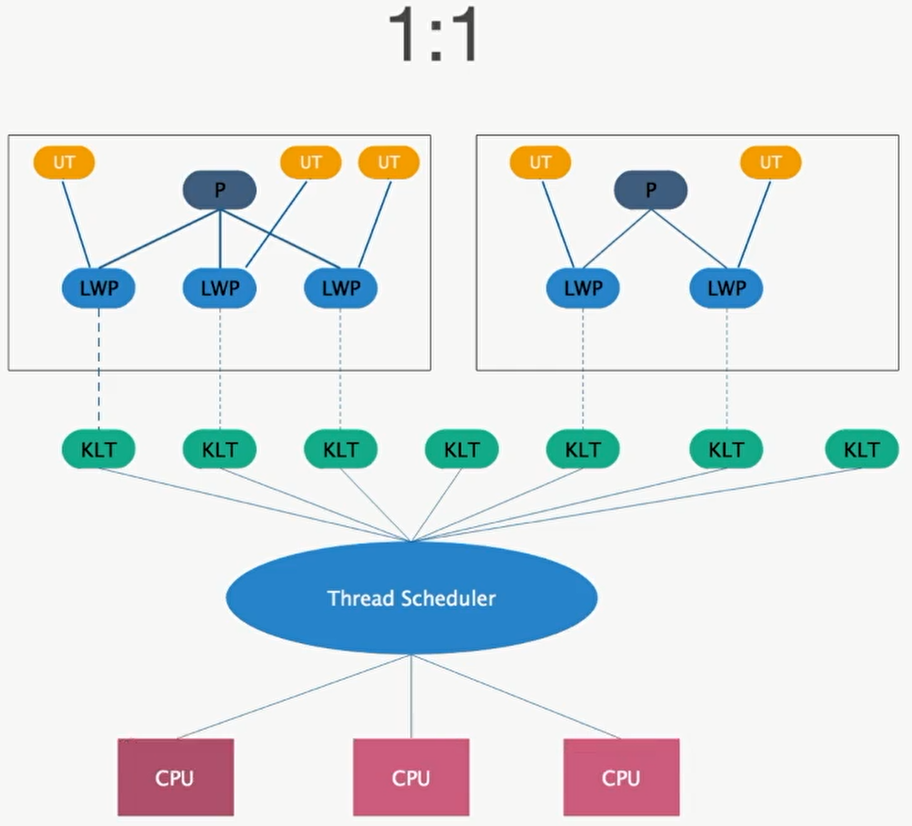 1:1
UT UT UT UT UT
P P
LWP LWP LWP LWP LWP
KLT KLT KLT KLT KLT KLT KLT
Thread Scheduler
CPU CPU CPU